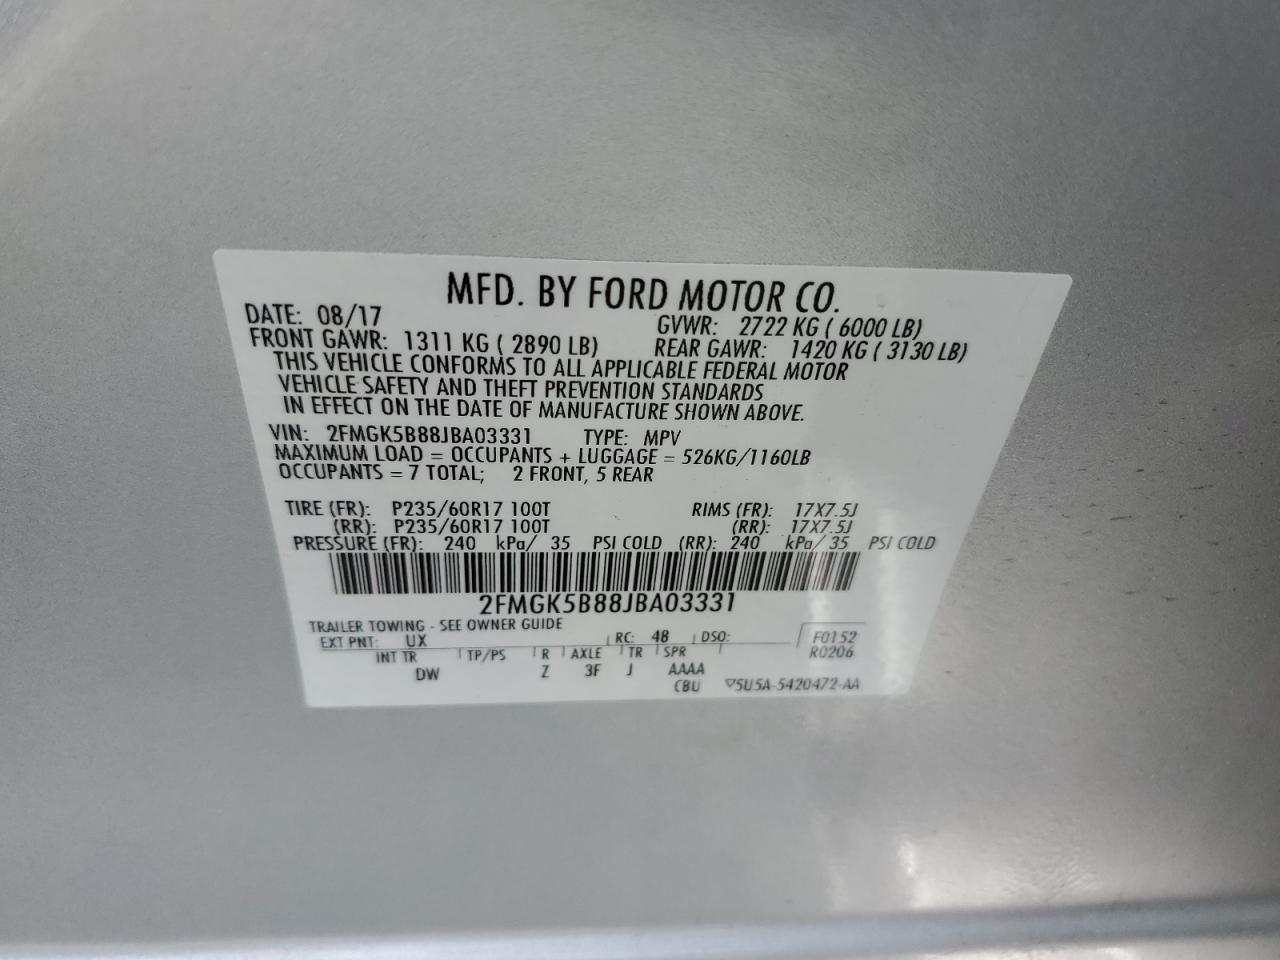 MFD. BY FORD MOTOR CO.
DATE: 08/17 GVWR: 2722 KG ( 6000 LB)
FRONT GAWR: 1311 KG ( 2890 LB) REAR GAWR: 1420 KG ( 3130 LB)
THIS VEHICLE CONFORMS TO ALL APPLICABLE FEDERAL MOTOR
VEHICLE SAFETY AND THEFT PREVENTION STANDARDS
IN EFFECT ON THE DATE OF MANUFACTURE SHOWN ABOVE.
VIN: 2FMGK5B88JBA03331 TYPE: MPV
MAXIMUM LOAD = OCCUPANTS + LUGGAGE = 526KG/1160LB
OCCUPANTS = 7 TOTAL; 2 FRONT, 5 REAR
TIRE (FR): P235/60R17 100T RIMS (FR): 17X7.5J
(RR): P235/60R17 100T (RR): 17X7.5J
PRESSURE (FR): 240 kPa/ 35 PSI COLD (RR): 240 kPa/ 35 PSI COLD
2FMGK5B88JBA03331
TRAILER TOWING - SEE OWNER GUIDE
EXT PNT: UX RC: 48 DSO: F0152
INT TR TP/PS R AXLE TR SPR R0206
DW Z 3F J AAAA
CBU 5U5A-5420472-AA